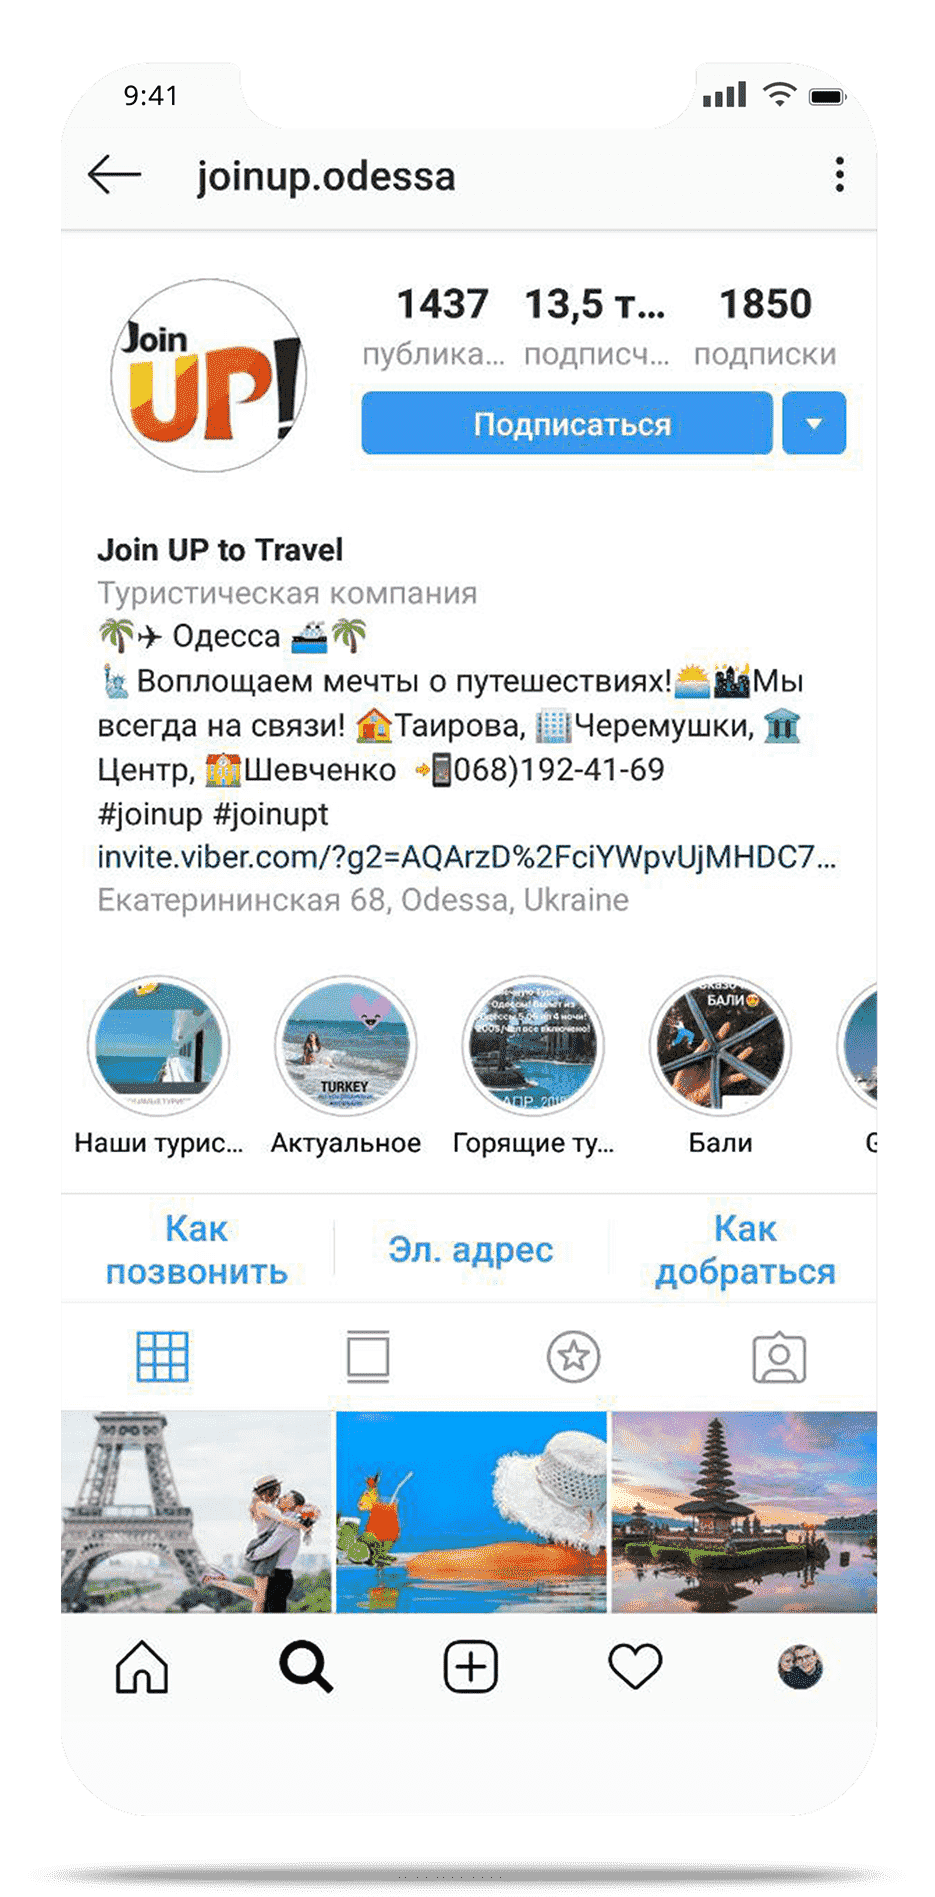 9:41
joinup.odessa
Join
UP!
1437 13,5 т... 1850
публика... подписч... подписки
Подписаться
Join UP to Travel
Туристическая компания
🌴✈ Одесса 🛳🌴
🗽 Воплощаем мечты о путешествиях!🌅🌃Мы
всегда на связи! 🏠Таирова, 🏢Черемушки, 🏛
Центр, 🏫Шевченко 📲068)192-41-69
#joinup #joinupt
invite.viber.com/?g2=AQArzD%2FciYWpvUjMHDC7...
Екатерининская 68, Odessa, Ukraine
TURKEY
БАЛИ😍
Наши турис... Актуальное Горящие ту... Бали
Как позвонить
Эл. адрес
Как добраться